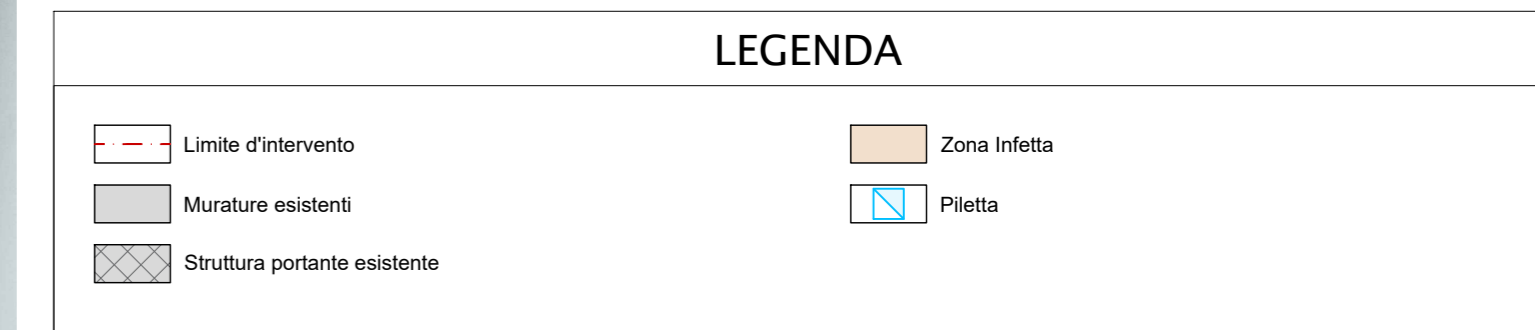 LEGENDA
Limite d'intervento
Murature esistenti
Struttura portante esistente
Zona Infetta
Piletta